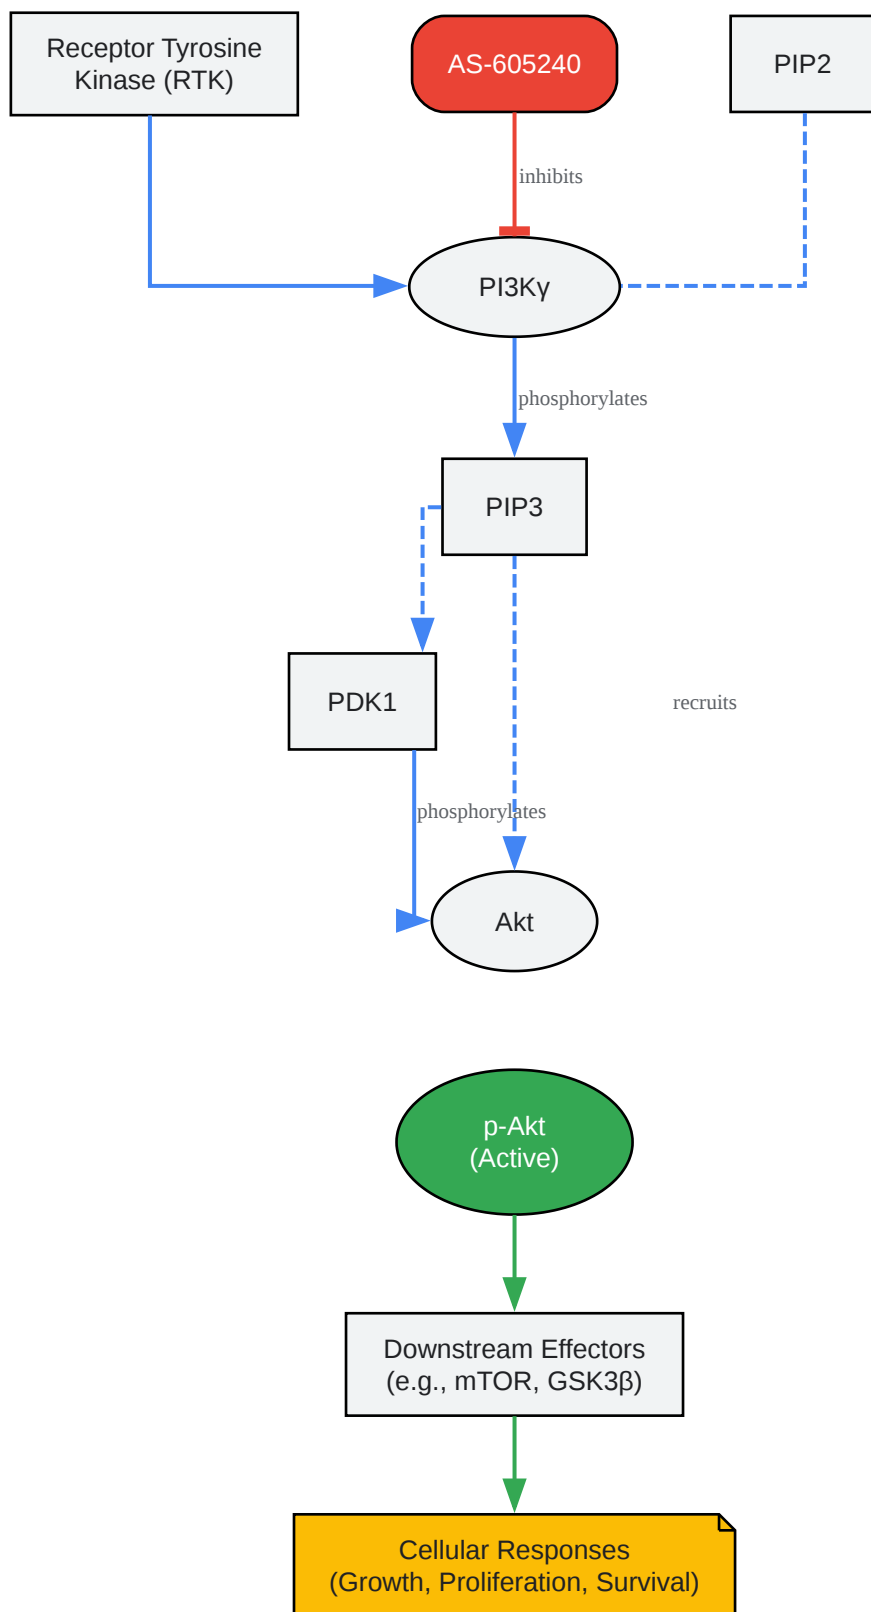 Receptor Tyrosine
Kinase (RTK)
AS-605240
PIP2
inhibits
PI3Kγ
phosphorylates
PIP3
PDK1
recruits
phosphorylates
Akt
p-Akt
(Active)
Downstream Effectors
(e.g., mTOR, GSK3β)
Cellular Responses
(Growth, Proliferation, Survival)